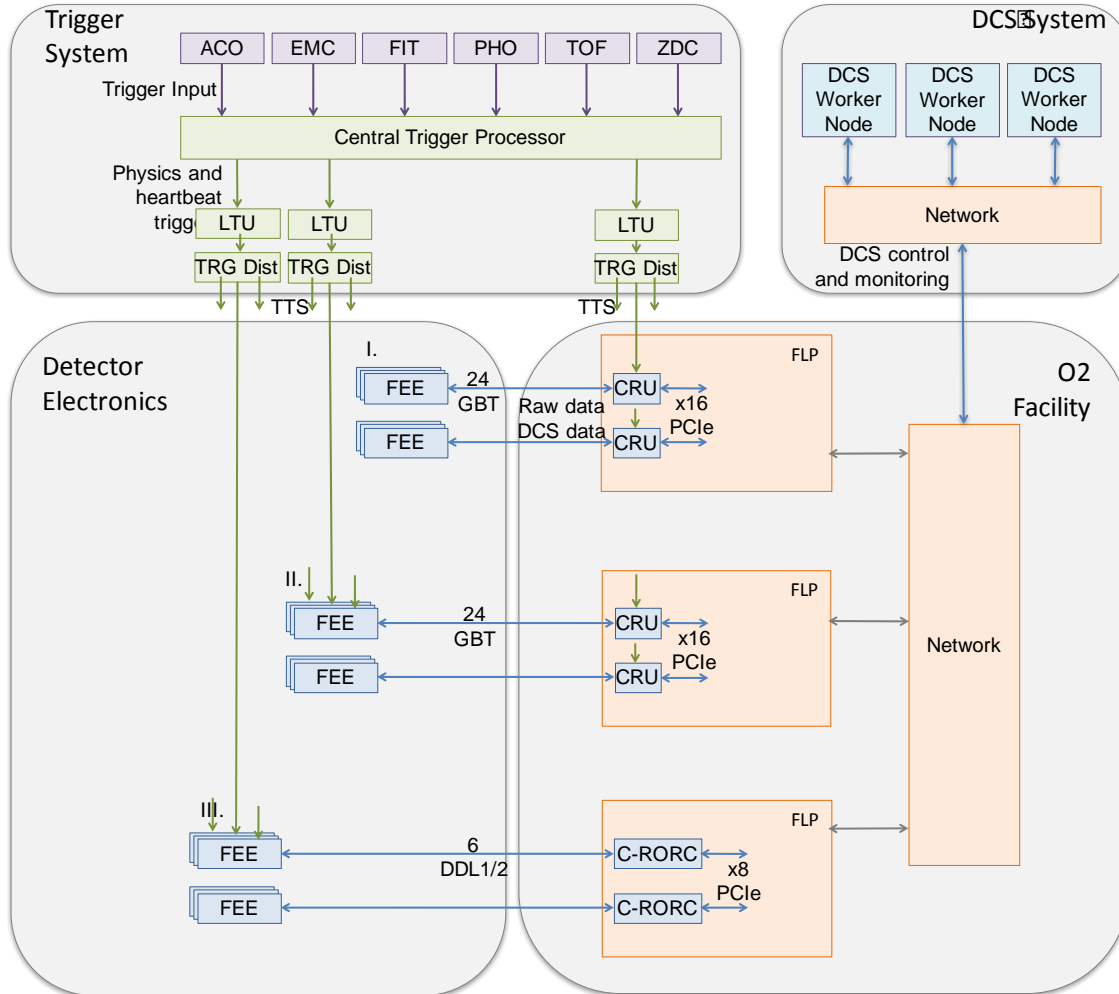 Trigger
System
DCS System
ACO
EMC
FIT
PHO
TOF
ZDC
Trigger Input
Central Trigger Processor
DCS
Worker
Node
DCS
Worker
Node
DCS
Worker
Node
Network
DCS control
and monitoring
Physics and
heartbeat
trigge
LTU
LTU
LTU
TRG Dist
TRG Dist
TRG Dist
TTS
TTS
Detector
Electronics
O2
Facility
I.
FEE
24
GBT
FEE
Raw data
DCS data
CRU
CRU
x16
PCIe
FLP
II.
FEE
24
GBT
FEE
CRU
CRU
x16
PCIe
FLP
Network
III.
FEE
6
DDL1/2
FEE
C-RORC
C-RORC
x8
PCIe
FLP